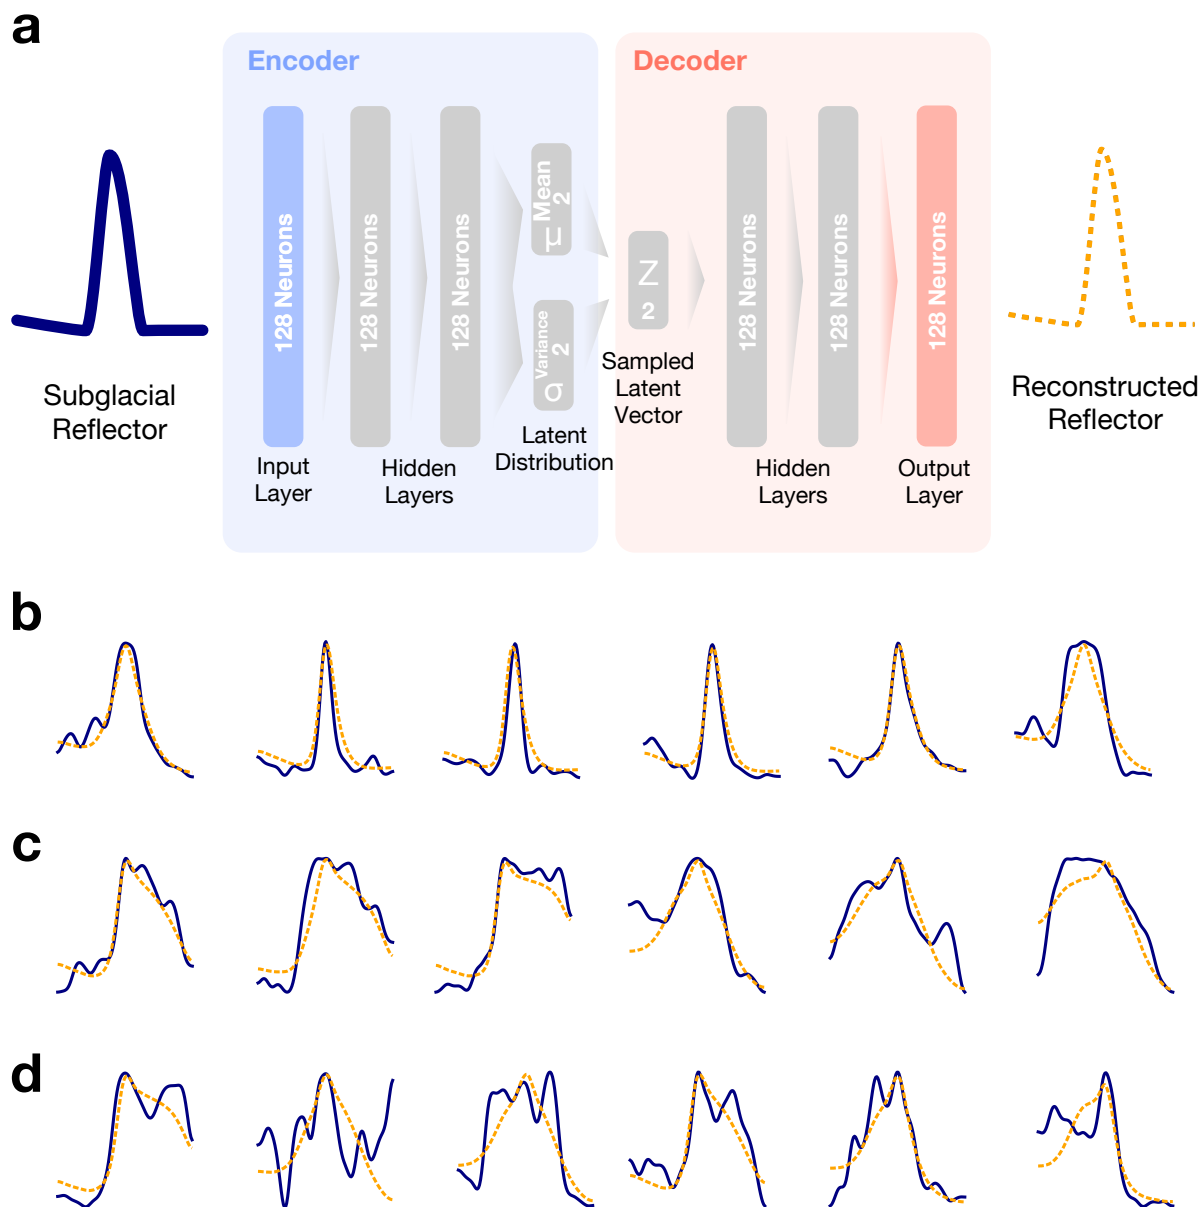 a
Encoder
Decoder
128 Neurons
128 Neurons
128 Neurons
μ Mean 2
σ Variance 2
Z
2
128 Neurons
128 Neurons
128 Neurons
Subglacial
Reflector
Input
Layer
Hidden
Layers
Latent
Distribution
Sampled
Latent
Vector
Hidden
Layers
Output
Layer
Reconstructed
Reflector
b
c
d